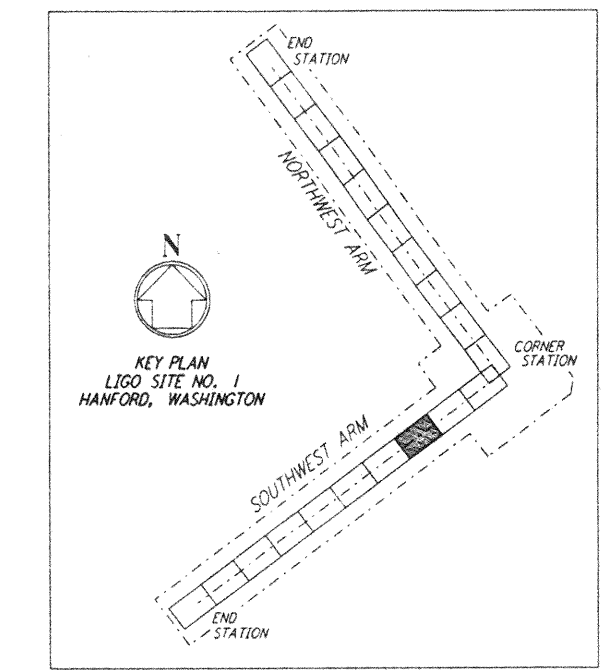 END
STATION
NORTHWEST ARM
N
KEY PLAN
LIGO SITE NO. 1
HANFORD, WASHINGTON
CORNER
STATION
SOUTHWEST ARM
END
STATION